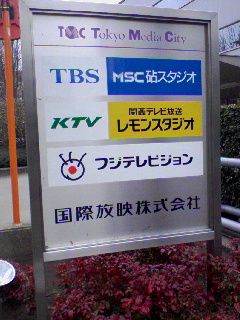 TMC Tokyo Media City
TBS MSC砧スタジオ
KTV 関西テレビ放送
レモンスタジオ
フジテレビジョン
国際放映株式会社